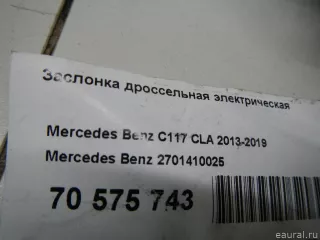 Заслонка дроссельная электрическая
Mercedes Benz C117 CLA 2013-2019
Mercedes Benz 2701410025
70 575 743
© eaural.ru